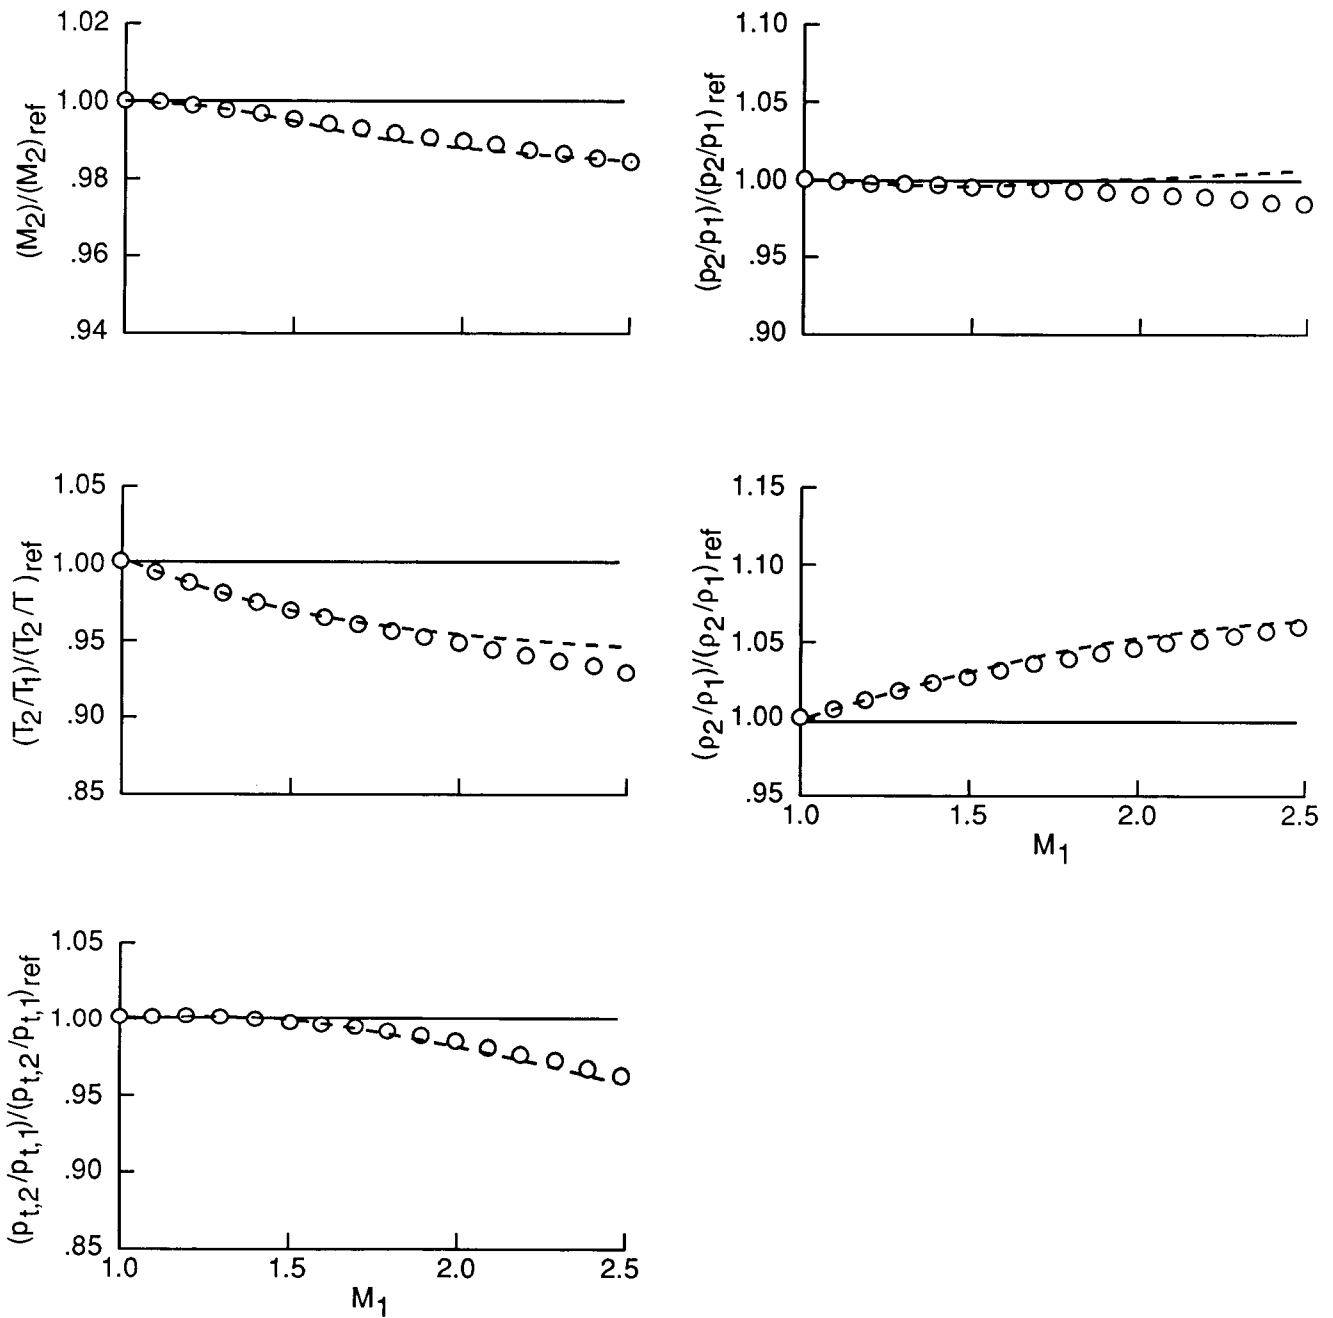 1.02
1.00
.98
.96
.94
(M2)/(M2)ref
1.10
1.05
1.00
.95
.90
(p2/p1)/(p2/p1)ref
1.05
1.00
.95
.90
.85
(T2/T1)/(T2/T )ref
1.15
1.10
1.05
1.00
.95
(ρ2/ρ1)/(ρ2/ρ1)ref
1.0 1.5 2.0 2.5
M1
1.05
1.00
.95
.90
.85
(pt,2/pt,1)/(pt,2/pt,1)ref
1.0 1.5 2.0 2.5
M1